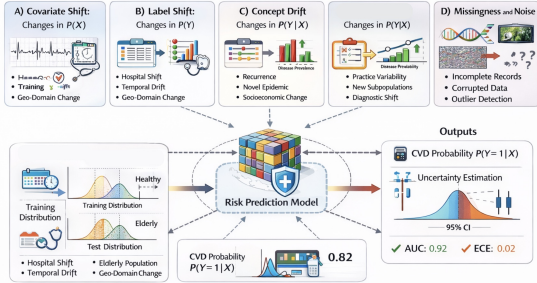 A) Covariate Shift:
Changes in P(X)
Training
Geo-Domain Change
B) Label Shift:
Changes in P(Y)
Hospital Shift
Temporal Drift
Geo-Domain Change
C) Concept Drift
Changes in P(Y|X)
Disease Prevalence
Recurrence
Novel Epidemic
Socioeconomic Change
Changes in P(Y|X)
Practice Variability
New Subpopulations
Diagnostic Shift
D) Missingness and Noise
? ? ?
Incomplete Records
Corrupted Data
Outlier Detection
Training
Distribution
Healthy
Training Distribution
Elderly
Test Distribution
Hospital Shift
Temporal Drift
Geo-Domain Change
Risk Prediction Model
CVD Probability
P(Y=1|X)
0.82
Outputs
CVD Probability P(Y=1|X)
Uncertainty Estimation
95% CI
✓ AUC: 0.92
✓ ECE: 0.02